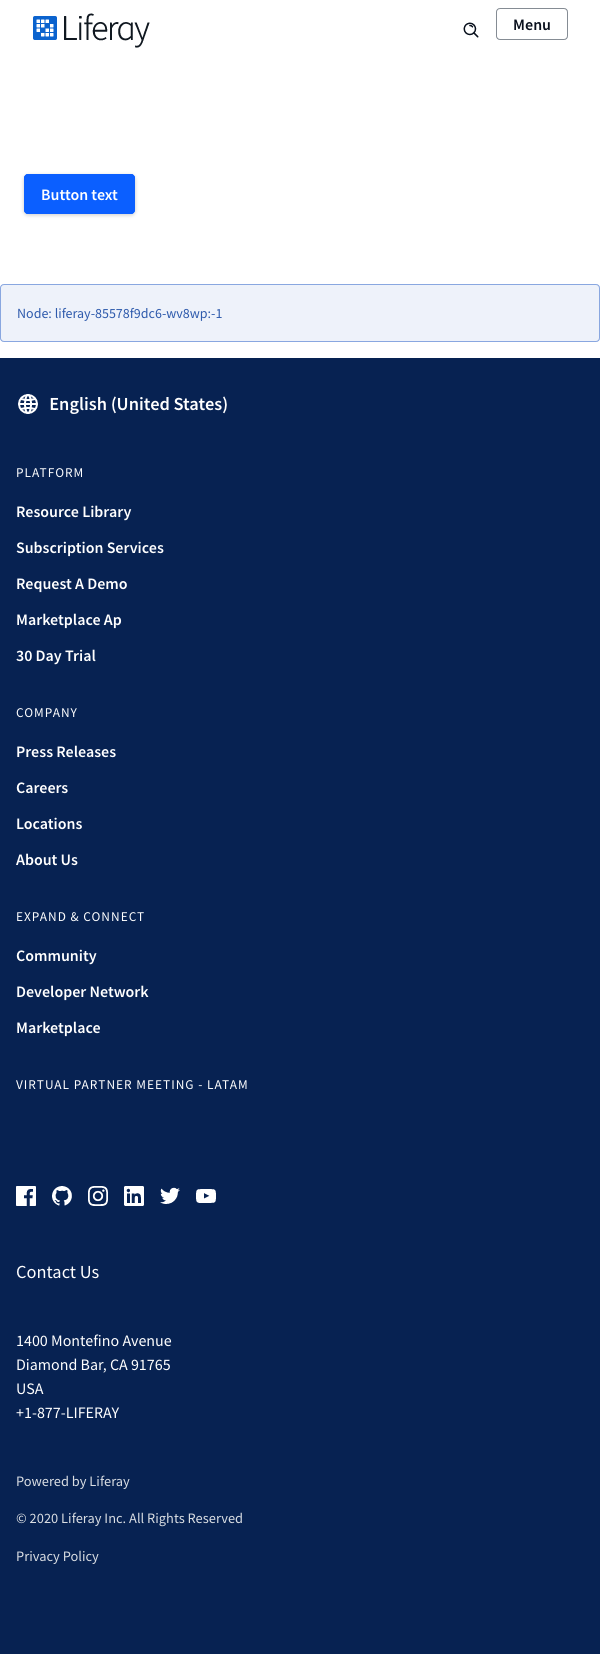 Liferay
Menu
Button text
Node: liferay-85578f9dc6-wv8wp:-1
English (United States)
PLATFORM
Resource Library
Subscription Services
Request A Demo
Marketplace Ap
30 Day Trial
COMPANY
Press Releases
Careers
Locations
About Us
EXPAND & CONNECT
Community
Developer Network
Marketplace
VIRTUAL PARTNER MEETING - LATAM
Contact Us
1400 Montefino Avenue
Diamond Bar, CA 91765
USA
+1-877-LIFERAY
Powered by Liferay
© 2020 Liferay Inc. All Rights Reserved
Privacy Policy